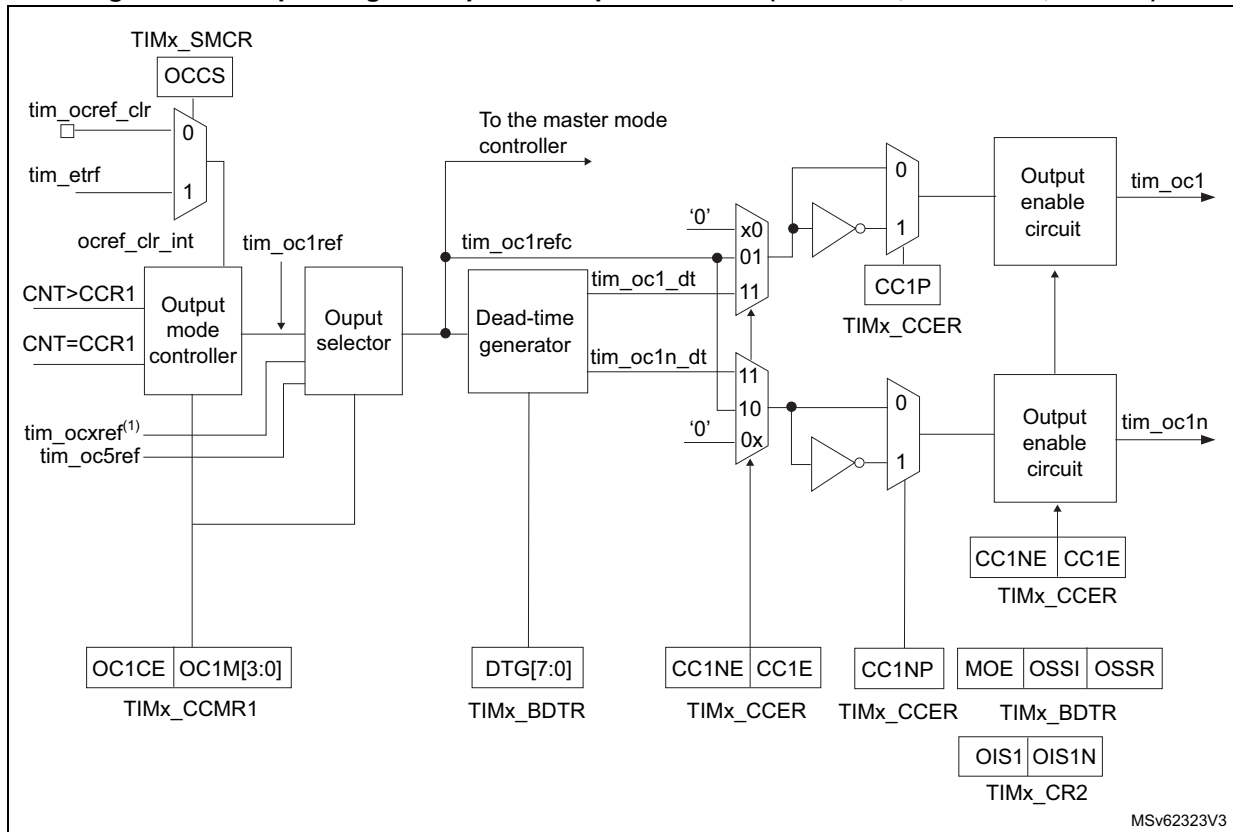 TIMx_SMCR
OCCS
tim_ocref_clr
0
tim_etrf
1
ocref_clr_int
To the master mode
controller
tim_oc1ref
tim_oc1refc
CNT>CCR1
CNT=CCR1
Output
mode
controller
Ouput
selector
Dead-time
generator
tim_oc1_dt
tim_oc1n_dt
tim_ocxref(1)
tim_oc5ref
'0'
x0
01
11
11
10
'0'
0x
0
1
CC1P
TIMx_CCER
0
1
Output
enable
circuit
tim_oc1
Output
enable
circuit
tim_oc1n
CC1NE CC1E
TIMx_CCER
OC1CE OC1M[3:0]
TIMx_CCMR1
DTG[7:0]
TIMx_BDTR
CC1NE CC1E
TIMx_CCER
CC1NP
TIMx_CCER
MOE OSSI OSSR
TIMx_BDTR
OIS1 OIS1N
TIMx_CR2
MSv62323V3